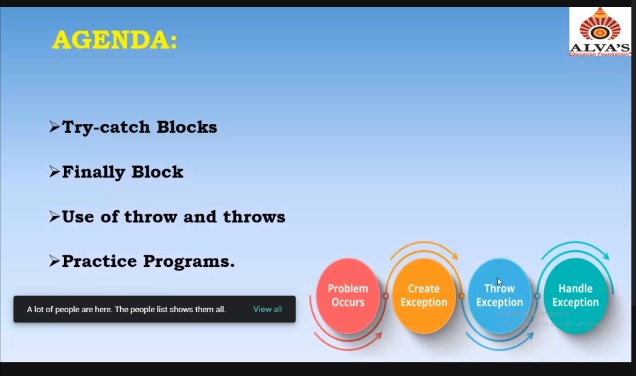 AGENDA:
ALVA'S
Education Foundation
➢Try-catch Blocks
➢Finally Block
➢Use of throw and throws
➢Practice Programs.
A lot of people are here. The people list shows them all. View all
Problem
Occurs
Create
Exception
Throw
Exception
Handle
Exception